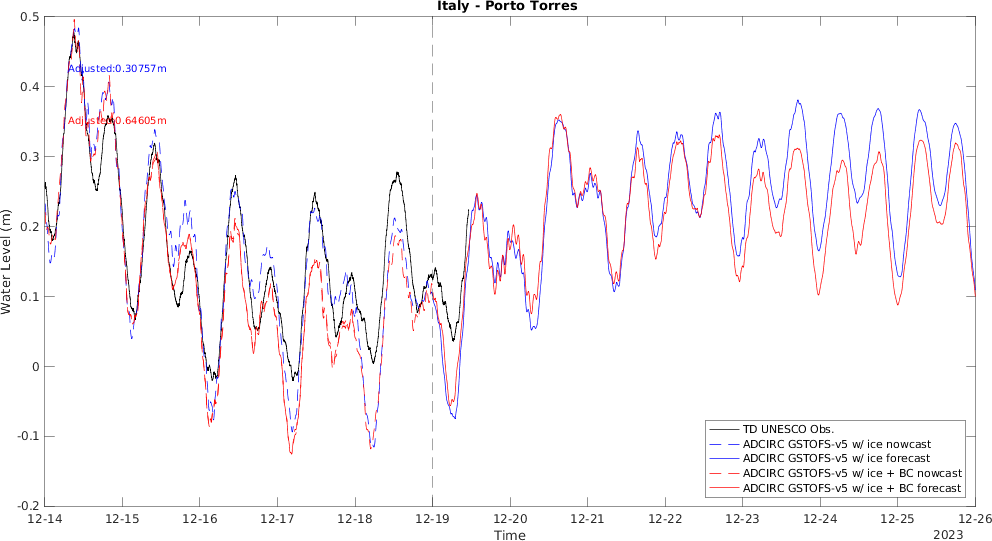 Italy - Porto Torres
0.5
0.4
0.3
0.2
0.1
0
-0.1
-0.2
Water Level (m)
Adjusted:0.30757m
Adjusted:0.64605m
TD UNESCO Obs.
ADCIRC GSTOFS-v5 w/ ice nowcast
ADCIRC GSTOFS-v5 w/ ice forecast
ADCIRC GSTOFS-v5 w/ ice + BC nowcast
ADCIRC GSTOFS-v5 w/ ice + BC forecast
12-14 12-15 12-16 12-17 12-18 12-19 12-20 12-21 12-22 12-23 12-24 12-25 12-26
Time
2023